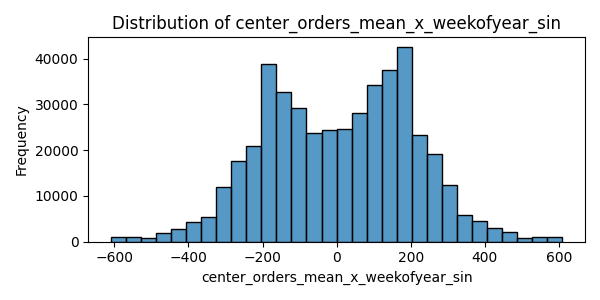 Distribution of center_orders_mean_x_weekofyear_sin
40000
30000
20000
10000
0
Frequency
−600 −400 −200 0 200 400 600
center_orders_mean_x_weekofyear_sin